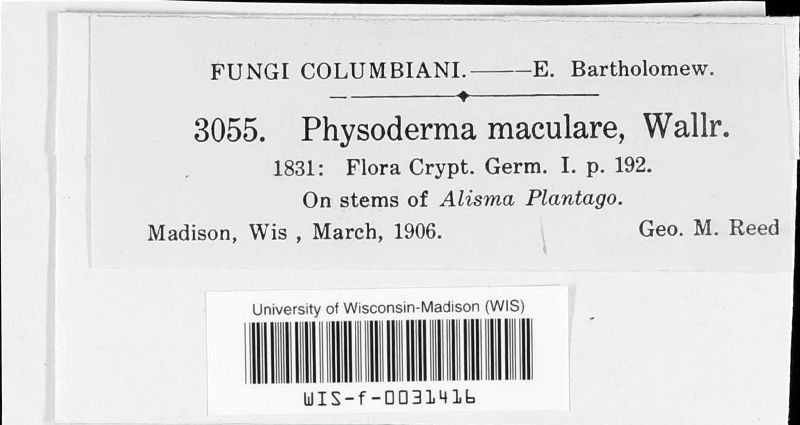 FUNGI COLUMBIANI.——E. Bartholomew.
3055. Physoderma maculare, Wallr.
1831: Flora Crypt. Germ. I. p. 192.
On stems of Alisma Plantago.
Madison, Wis , March, 1906. Geo. M. Reed
University of Wisconsin-Madison (WIS)
WIS-f-0031416